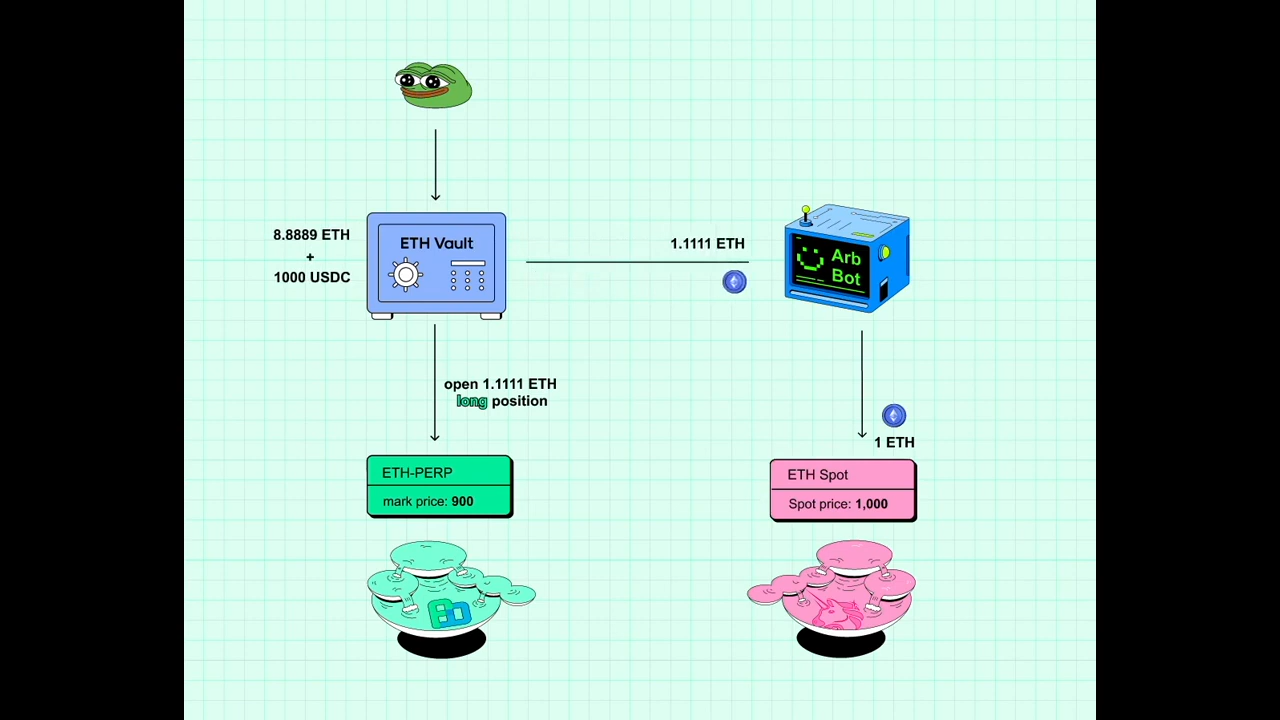 8.8889 ETH
+
1000 USDC
ETH Vault
1.1111 ETH
Arb
Bot
open 1.1111 ETH
long position
1 ETH
ETH-PERP
mark price: 900
ETH Spot
Spot price: 1,000